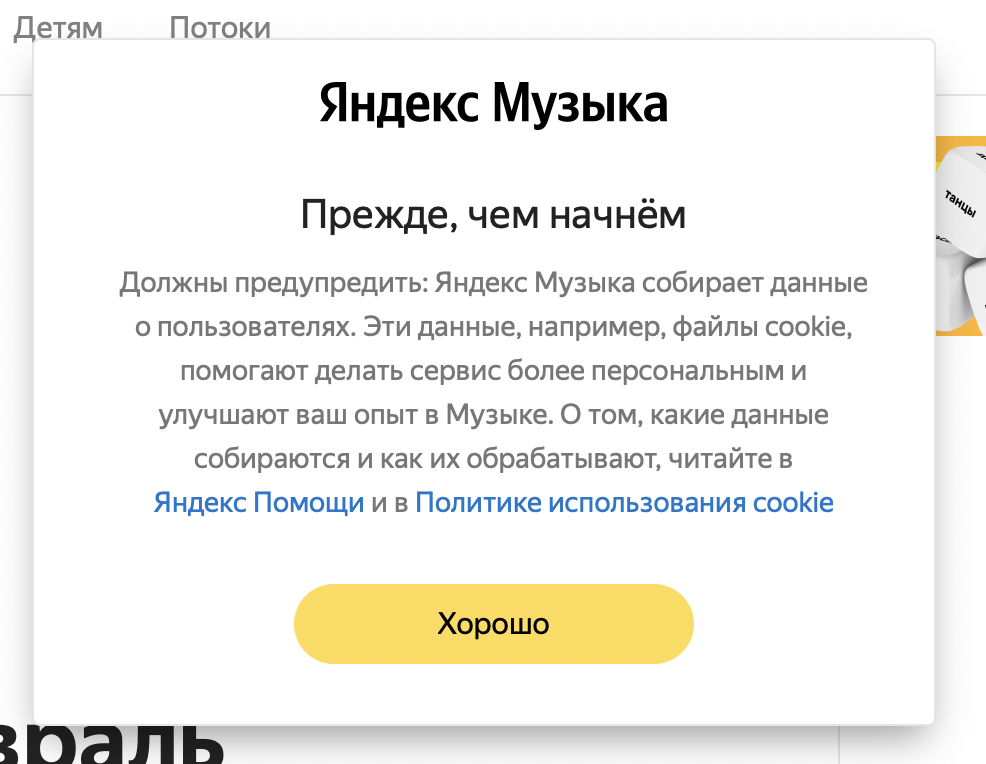 Детям Потоки
Яндекс Музыка
танцы
Прежде, чем начнём
Должны предупредить: Яндекс Музыка собирает данные
о пользователях. Эти данные, например, файлы cookie,
помогают делать сервис более персональным и
улучшают ваш опыт в Музыке. О том, какие данные
собираются и как их обрабатывают, читайте в
Яндекс Помощи и в Политике использования cookie
Хорошо
враль